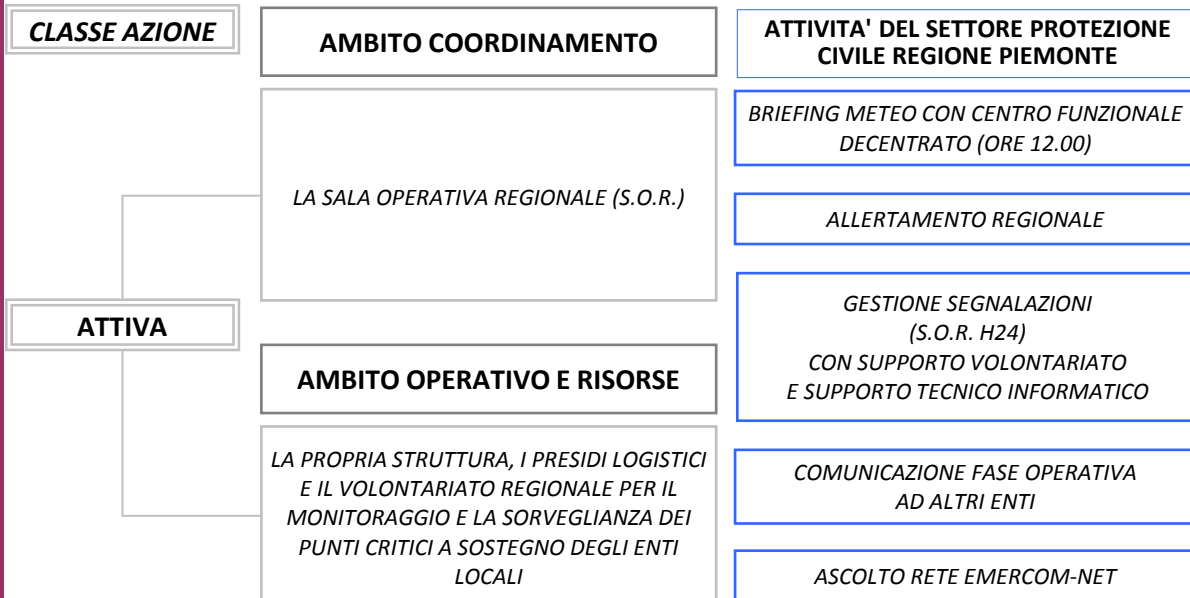 CLASSE AZIONE
ATTIVA
AMBITO COORDINAMENTO
LA SALA OPERATIVA REGIONALE (S.O.R.)
AMBITO OPERATIVO E RISORSE
LA PROPRIA STRUTTURA, I PRESIDI LOGISTICI
E IL VOLONTARIATO REGIONALE PER IL
MONITORAGGIO E LA SORVEGLIANZA DEI
PUNTI CRITICI A SOSTEGNO DEGLI ENTI
LOCALI
ATTIVITA' DEL SETTORE PROTEZIONE
CIVILE REGIONE PIEMONTE
BRIEFING METEO CON CENTRO FUNZIONALE
DECENTRATO (ORE 12.00)
ALLERTAMENTO REGIONALE
GESTIONE SEGNALAZIONI
(S.O.R. H24)
CON SUPPORTO VOLONTARIATO
E SUPPORTO TECNICO INFORMATICO
COMUNICAZIONE FASE OPERATIVA
AD ALTRI ENTI
ASCOLTO RETE EMERCOM-NET